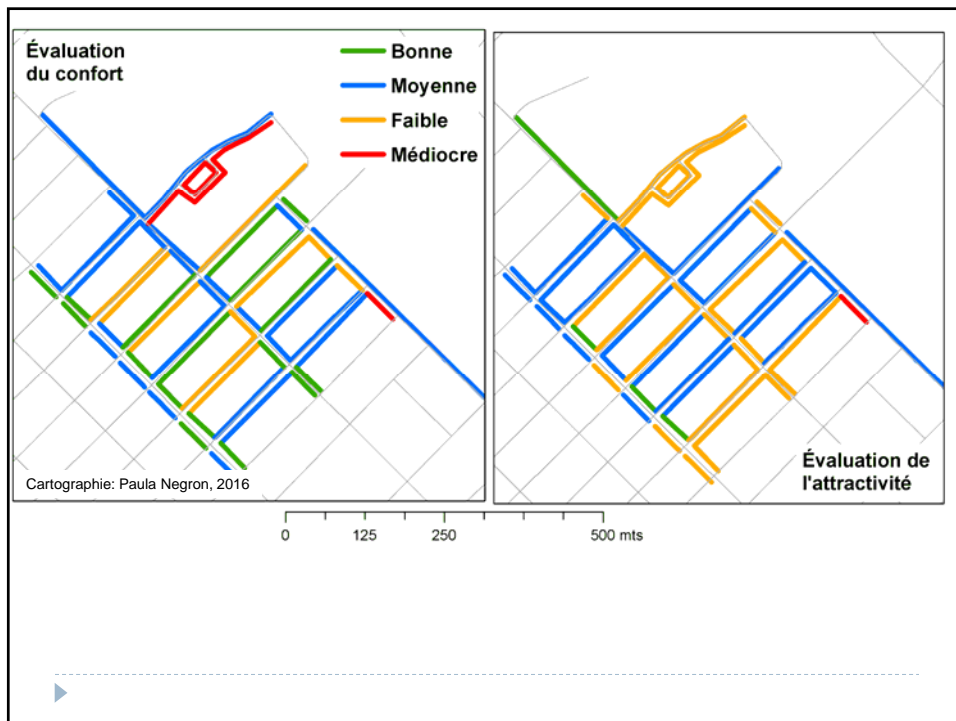 Évaluation
du confort
Bonne
Moyenne
Faible
Médiocre
Cartographie: Paula Negron, 2016
Évaluation de
l'attractivité
0 125 250 500 mts